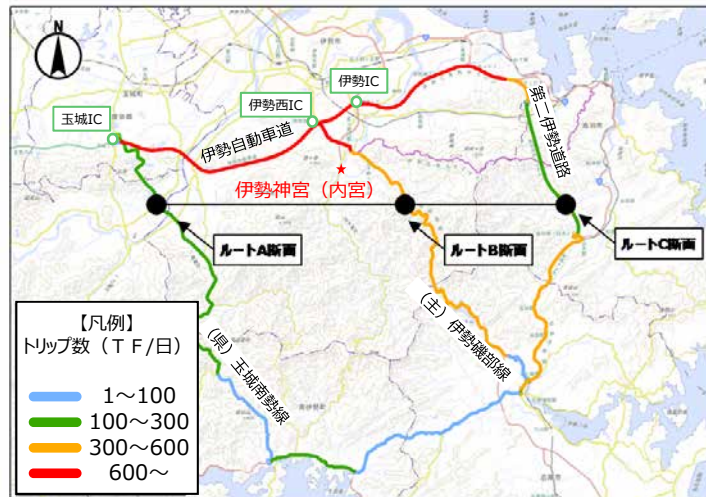 N
伊勢IC
伊勢西IC
玉城IC
伊勢自動車道
第二伊勢道路
伊勢神宮（内宮）
ルートA断面
ルートB断面
ルートC断面
（主）伊勢磯部線
（県）玉城南勢線
【凡例】
トリップ数（ＴＦ/日）
1～100
100～300
300～600
600～